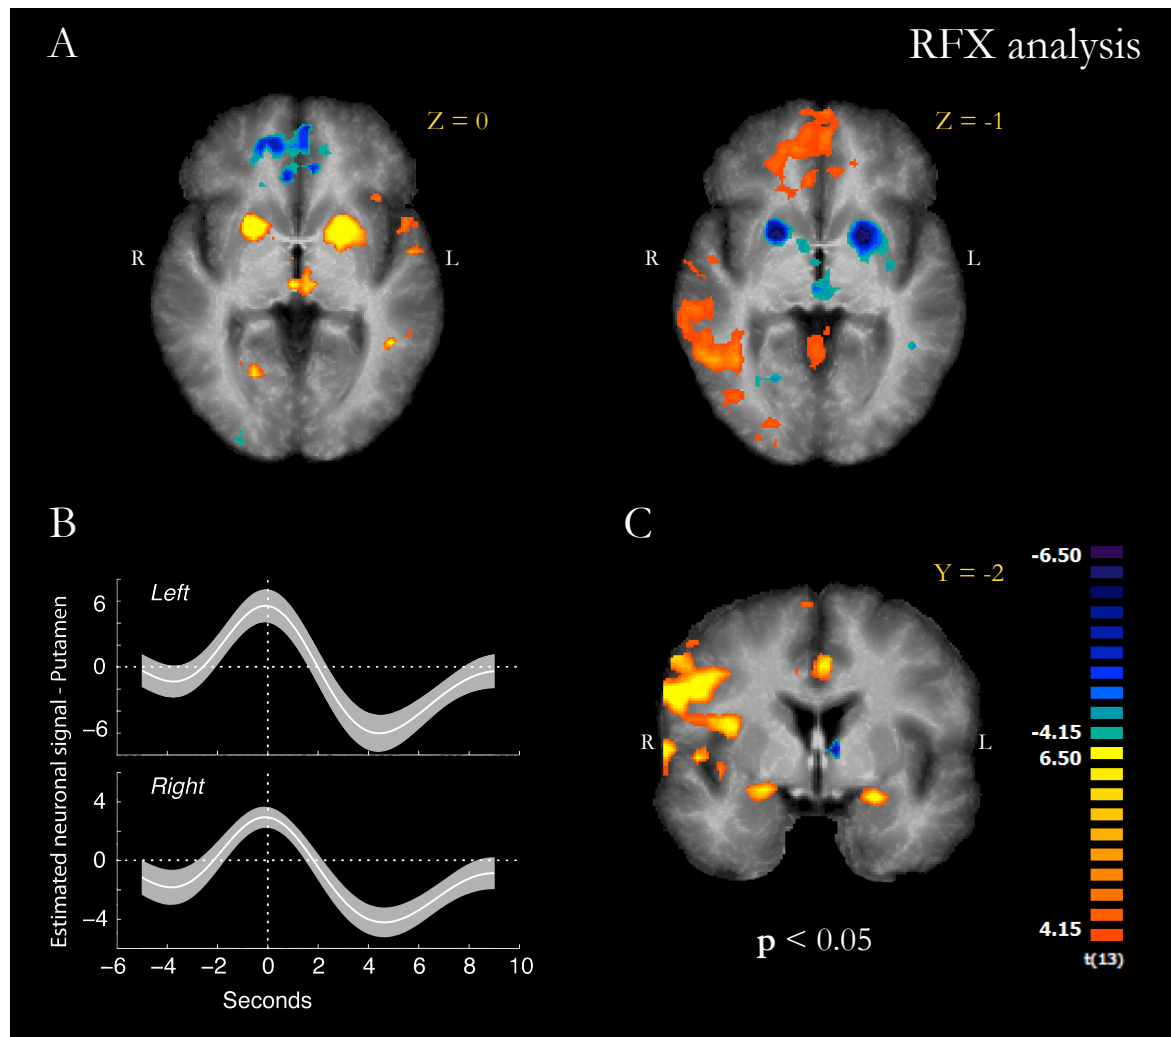 A
RFX analysis
Z = 0
Z = -1
R
L
R
L
B
Estimated neuronal signal - Putamen
Left
6
0
−6
Right
4
0
−4
−6 −4 −2 0 2 4 6 8 10
Seconds
C
Y = -2
R
L
-6.50
-4.15
6.50
4.15
t(13)
p < 0.05